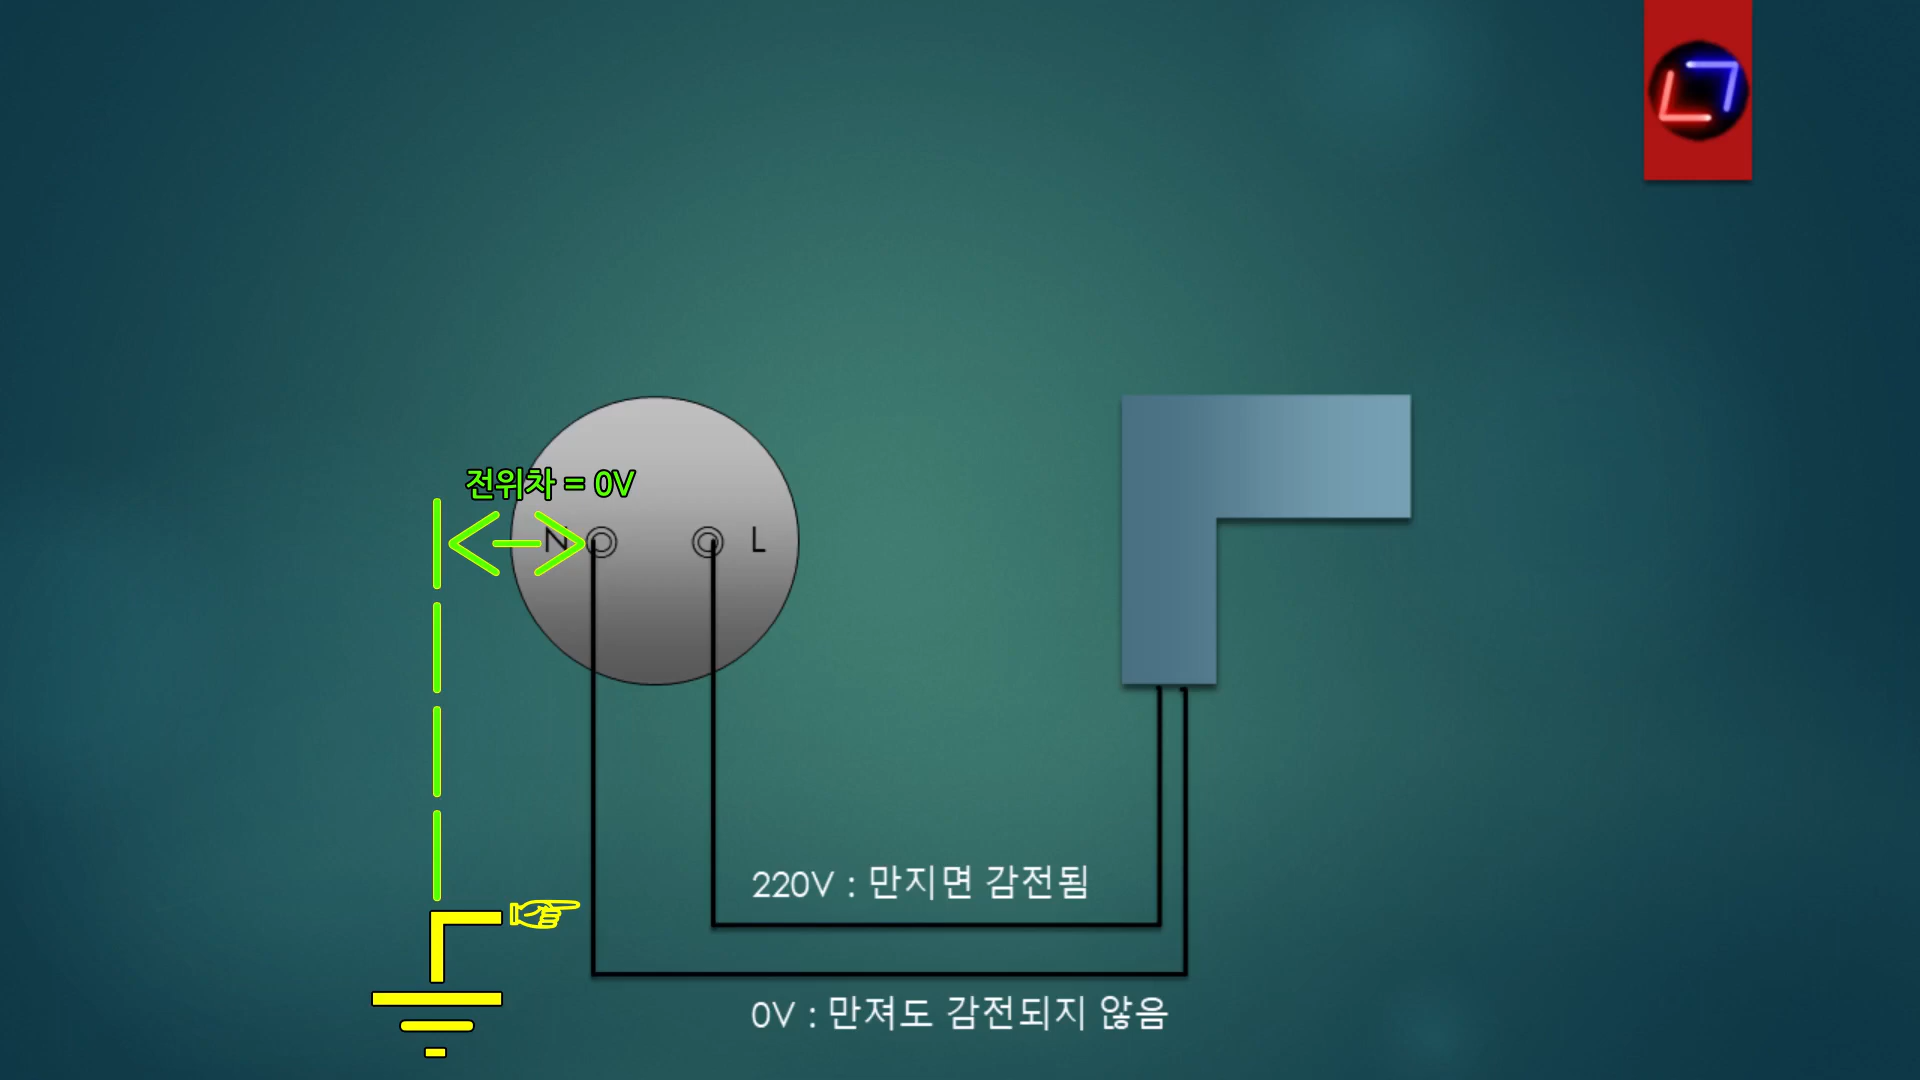 전위차 = 0V
N L
220V : 만지면 감전됨
0V : 만져도 감전되지 않음